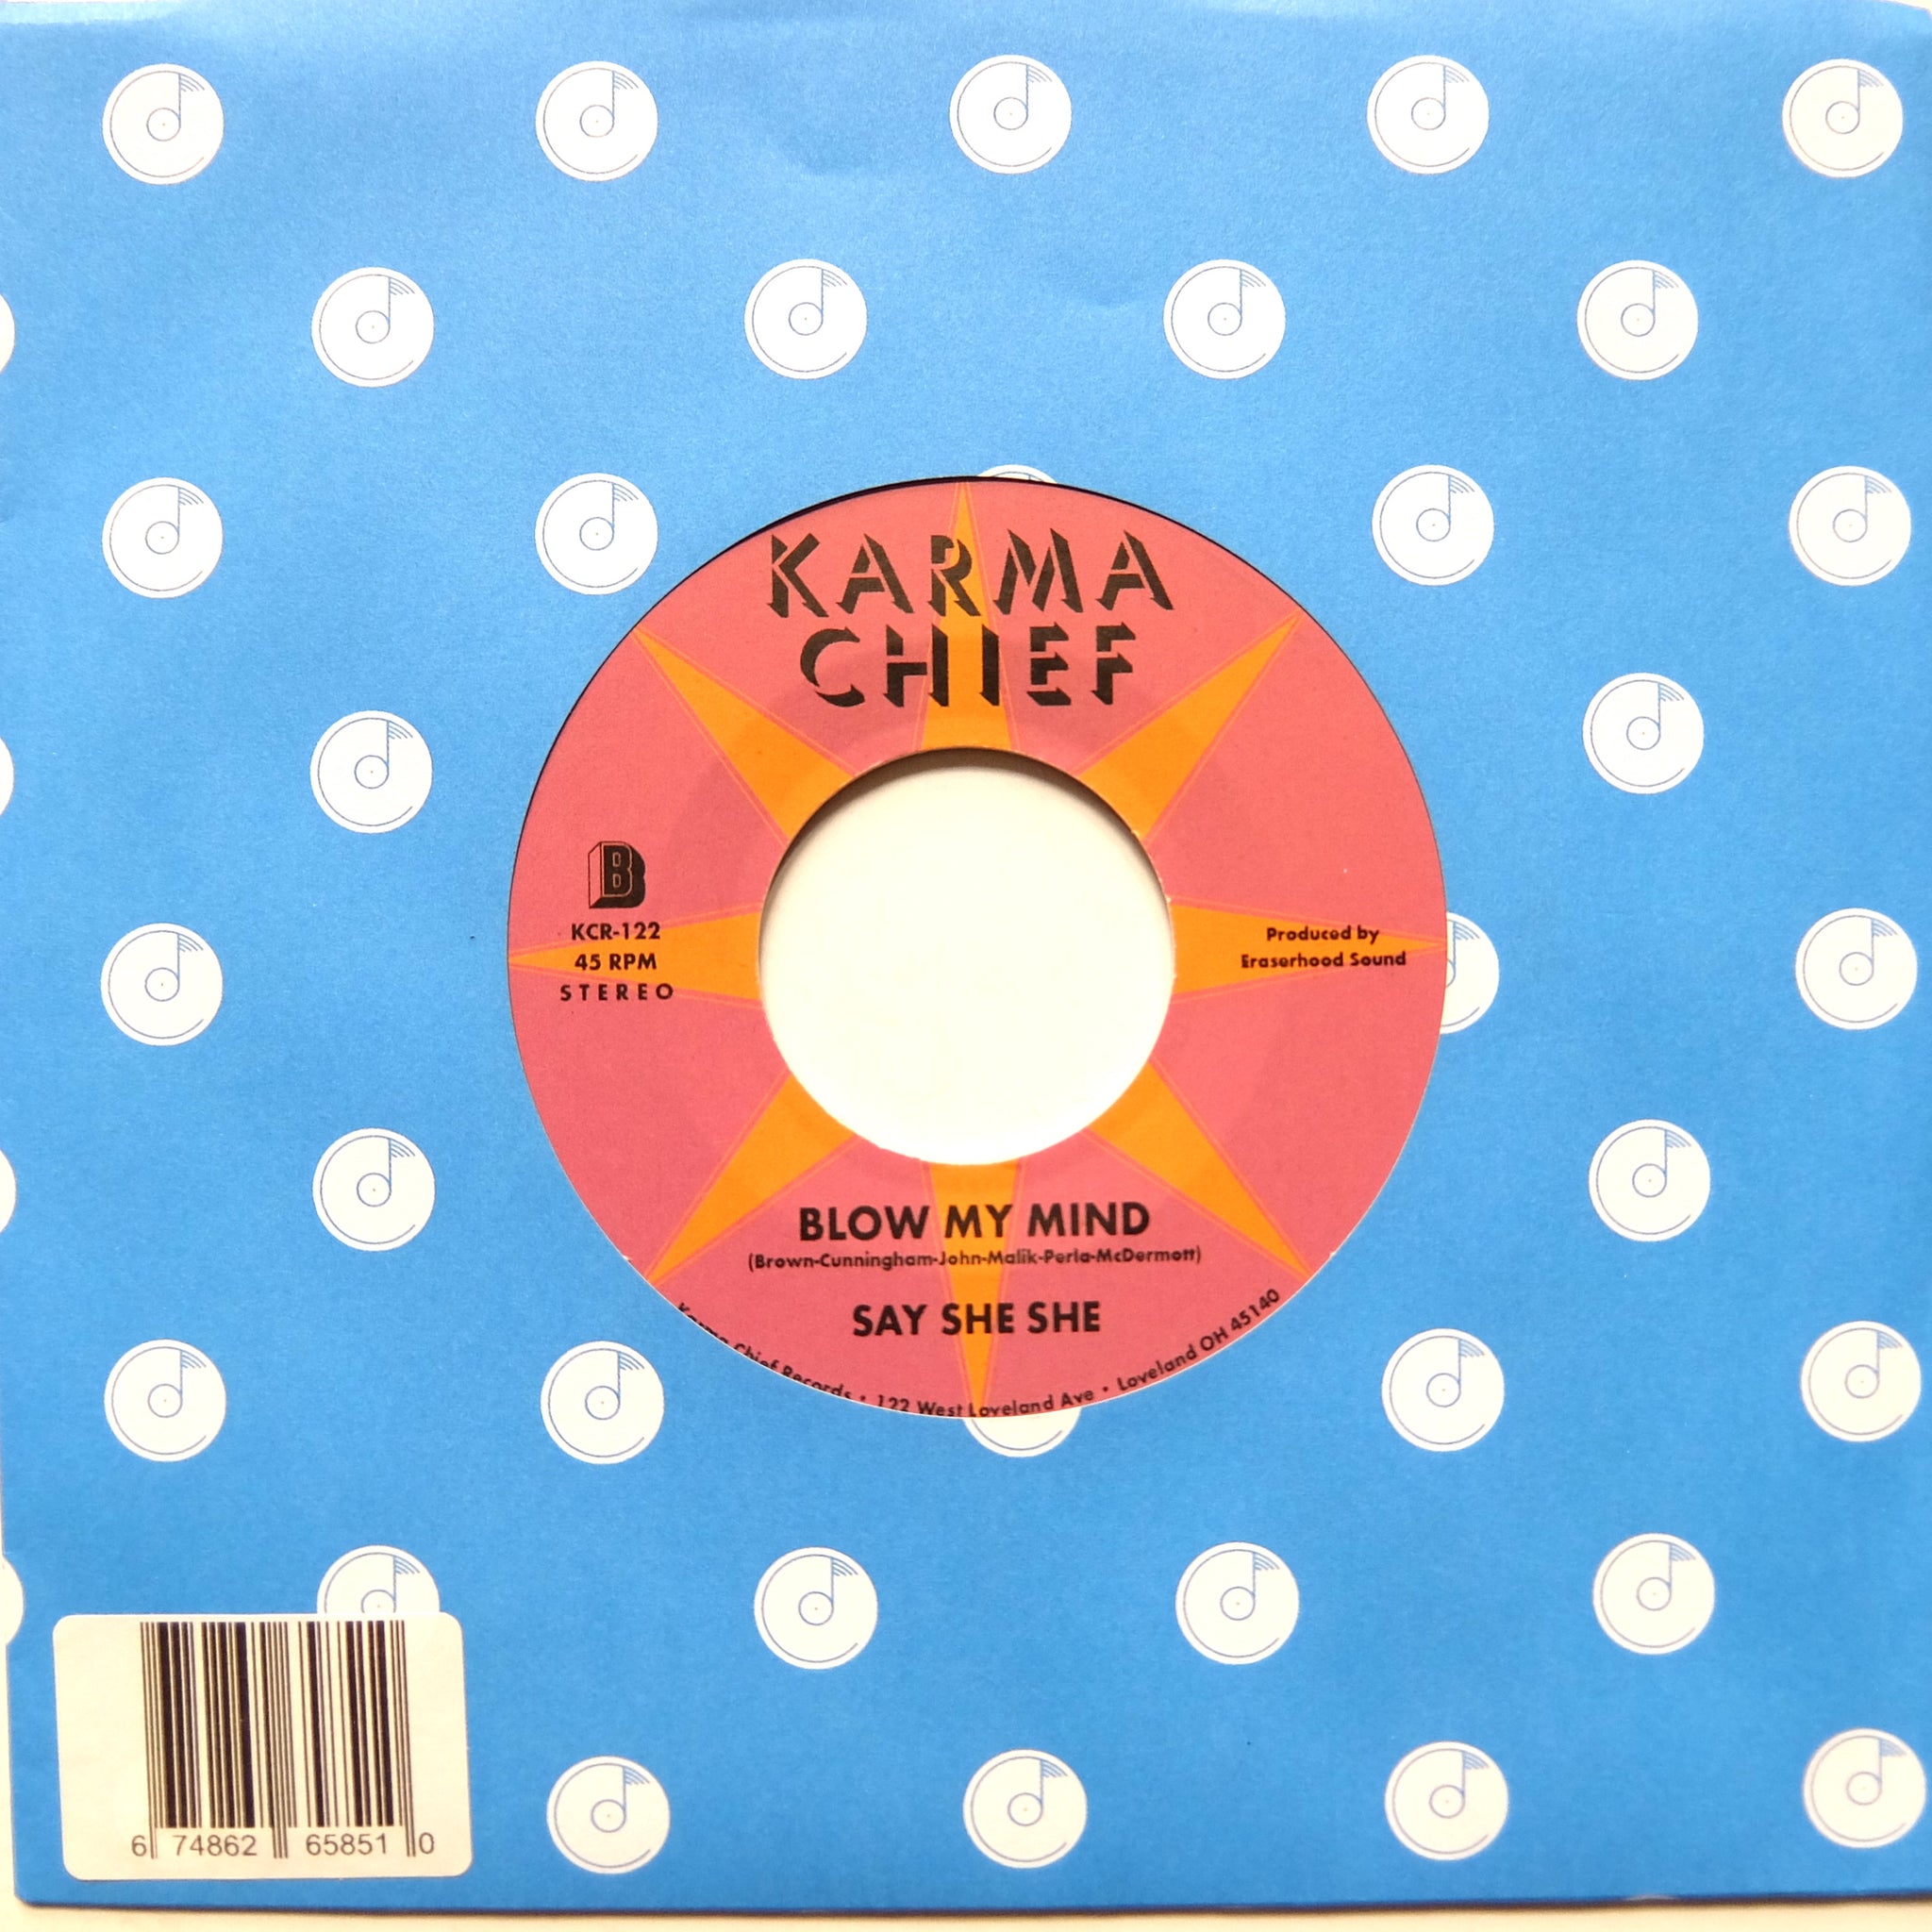 KARMA
CHIEF
B
KCR-122
45 RPM
STEREO
Produced by
Eraserhood Sound
BLOW MY MIND
(Brown-Cunningham-John-Malik-Perla-McDermott)
SAY SHE SHE
Karma Chief Records • 122 West Loveland Ave • Loveland OH 45140
6 74862 65851 0